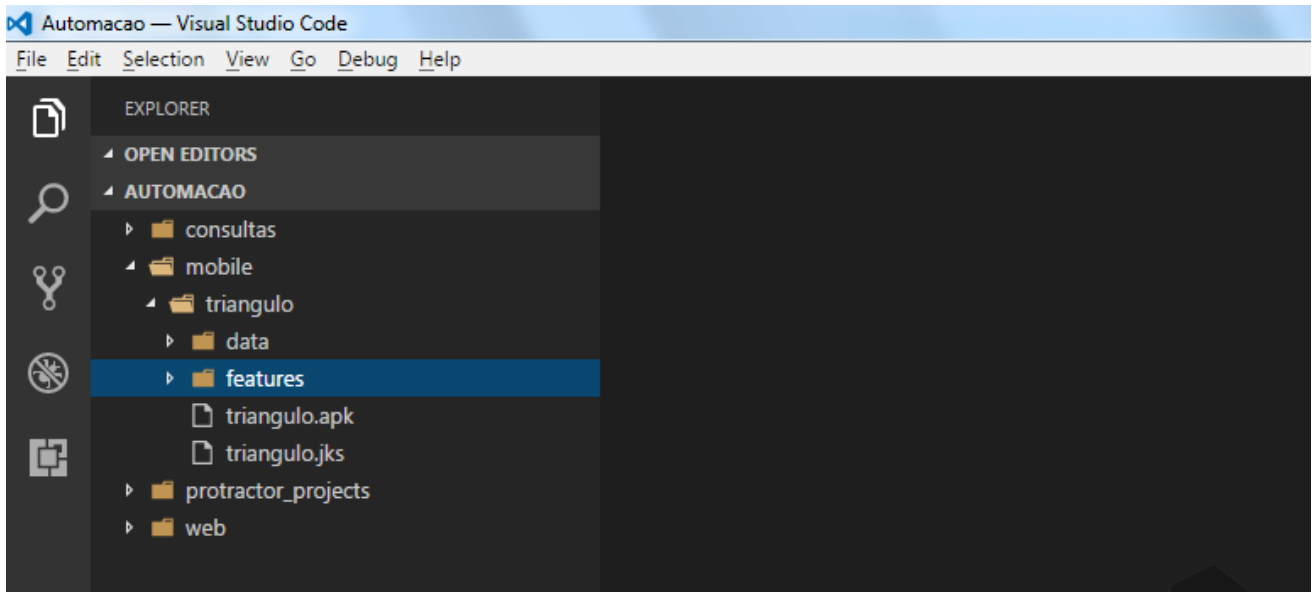 Automacao — Visual Studio Code
File Edit Selection View Go Debug Help
EXPLORER
OPEN EDITORS
AUTOMACAO
consultas
mobile
triangulo
data
features
triangulo.apk
triangulo.jks
protractor_projects
web